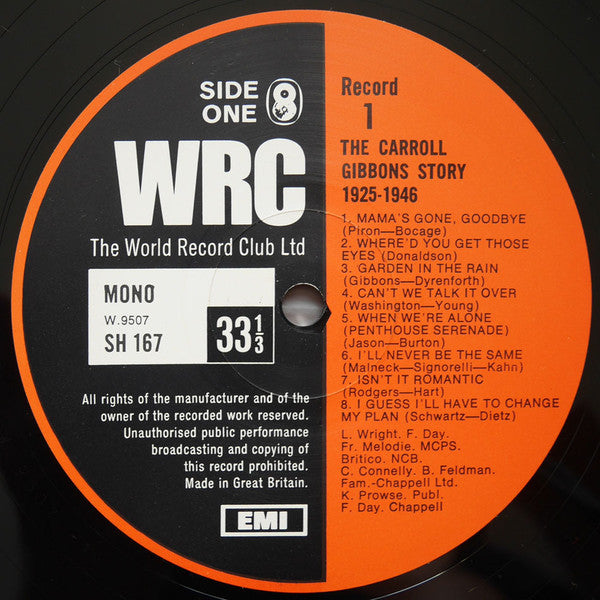 SIDE
ONE
WRC
The World Record Club Ltd
MONO
W.9507
SH 167
33⅓
All rights of the manufacturer and of the
owner of the recorded work reserved.
Unauthorised public performance
broadcasting and copying of
this record prohibited.
Made in Great Britain.
EMI
Record
1
THE CARROLL
GIBBONS STORY
1925-1946
1. MAMA'S GONE, GOODBYE
(Piron—Bocage)
2. WHERE'D YOU GET THOSE
EYES (Donaldson)
3. GARDEN IN THE RAIN
(Gibbons—Dyrenforth)
4. CAN'T WE TALK IT OVER
(Washington—Young)
5. WHEN WE'RE ALONE
(PENTHOUSE SERENADE)
(Jason—Burton)
6. I'LL NEVER BE THE SAME
(Malneck—Signorelli—Kahn)
7. ISN'T IT ROMANTIC
(Rodgers—Hart)
8. I GUESS I'LL HAVE TO CHANGE
MY PLAN (Schwartz—Dietz)
L. Wright. F. Day.
Fr. Melodie. MCPS.
Britico. NCB.
C. Connelly. B. Feldman.
Fam.-Chappell Ltd.
K. Prowse. Publ.
F. Day. Chappell